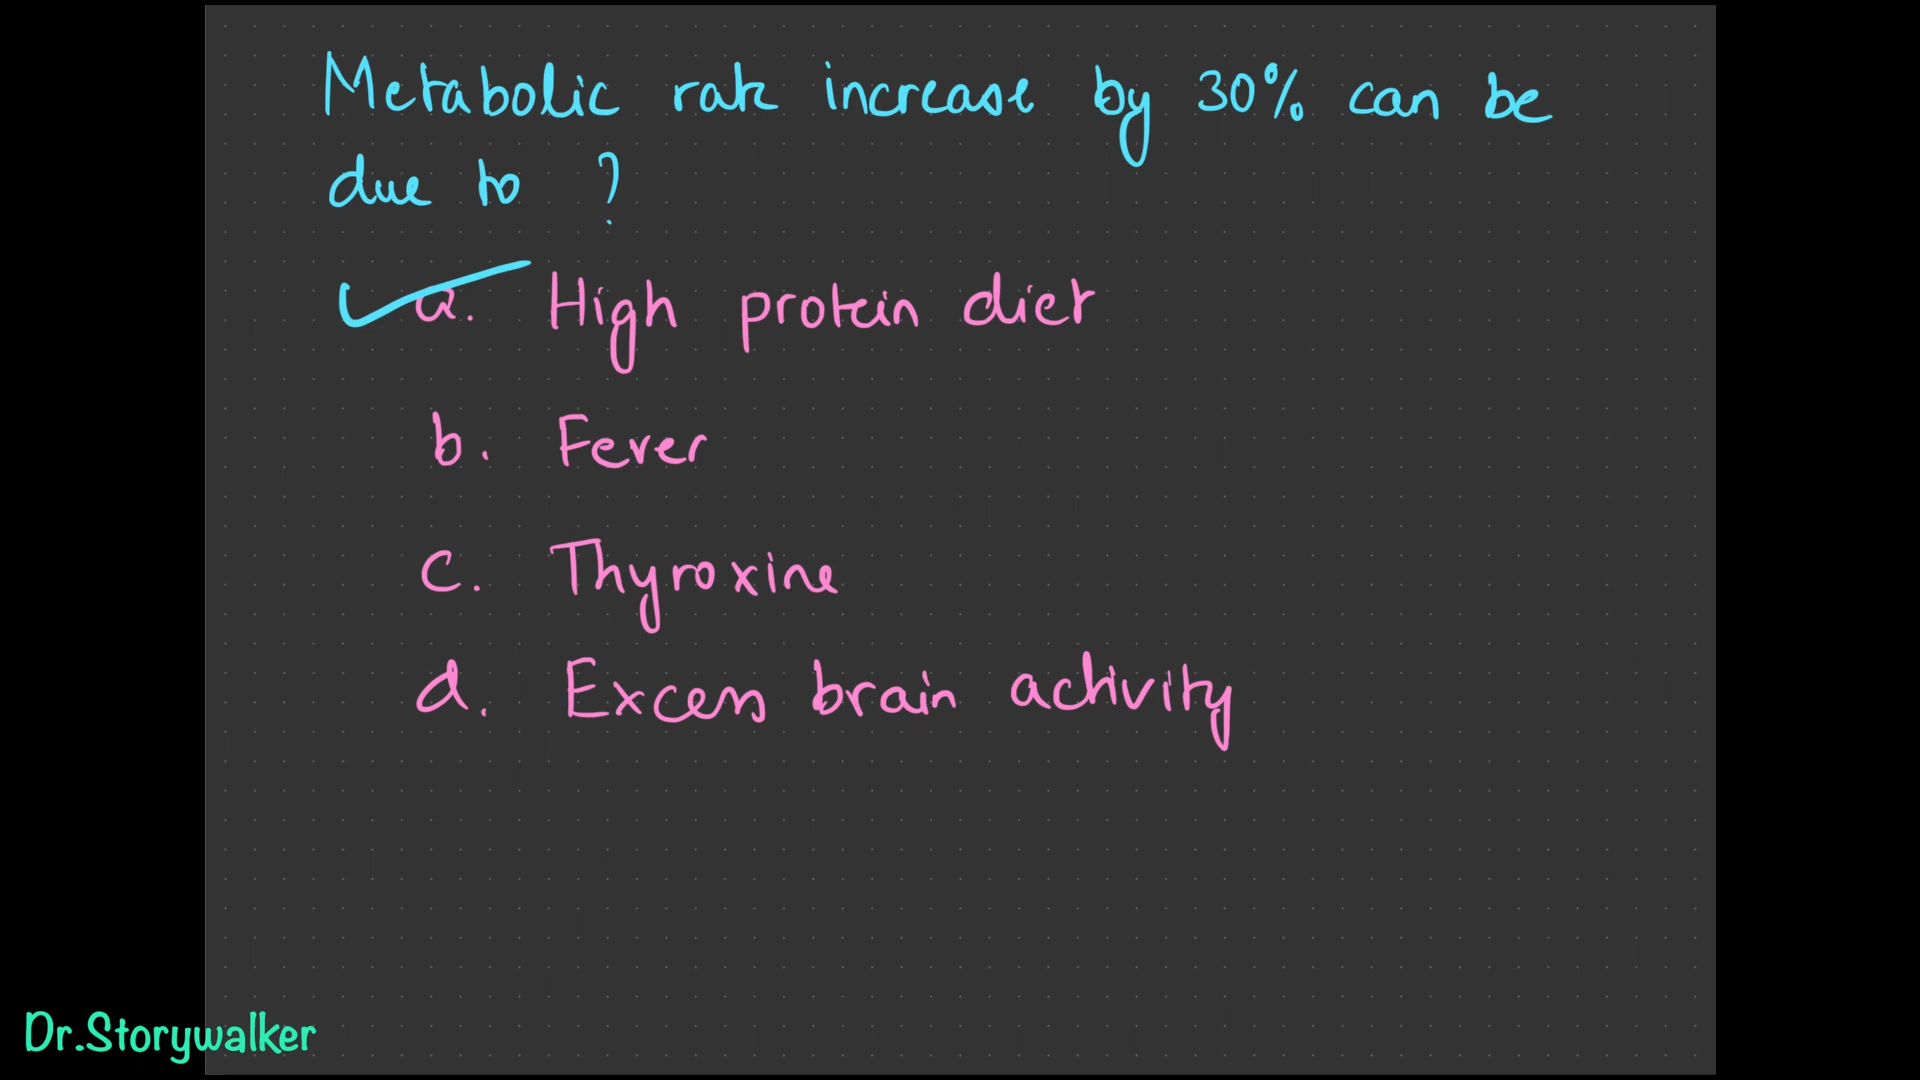 Metabolic rate increase by 30% can be
due to ?
a. High protein diet
b. Fever
c. Thyroxine
d. Excess brain activity
Dr.Storywalker